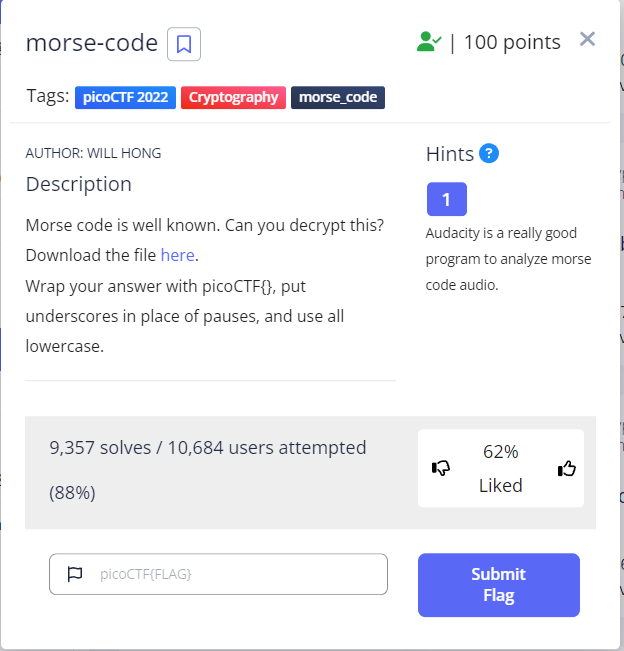 morse-code
| 100 points
Tags: picoCTF 2022 Cryptography morse_code
AUTHOR: WILL HONG
Description
Morse code is well known. Can you decrypt this?
Download the file here.
Wrap your answer with picoCTF{}, put
underscores in place of pauses, and use all
lowercase.
Hints ?
1
Audacity is a really good
program to analyze morse
code audio.
9,357 solves / 10,684 users attempted
(88%)
62%
Liked
picoCTF{FLAG}
Submit
Flag